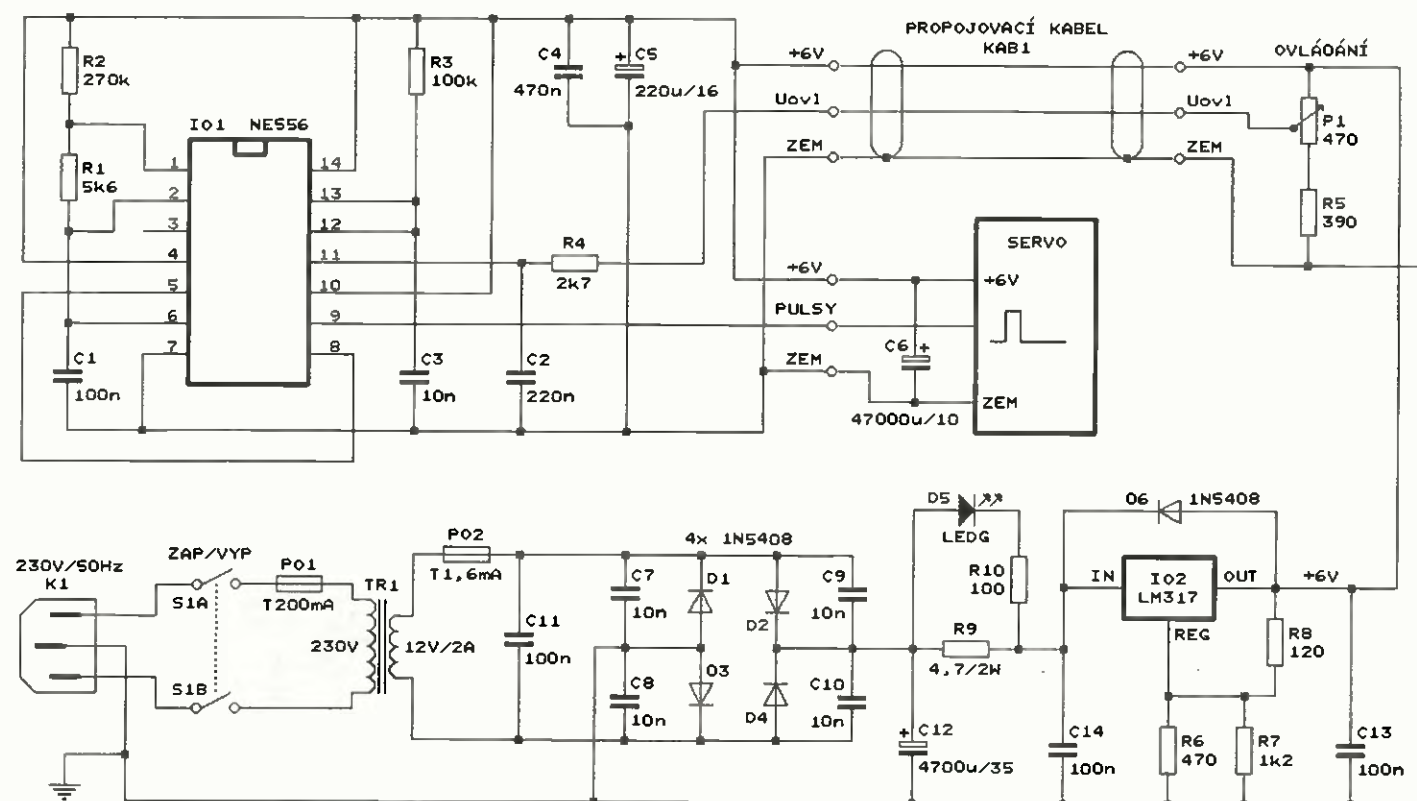 PROPOJOVACÍ KABEL
KAB1
OVLÁDÁNÍ
R2
270k
R1
5k6
IO1 NE556
1
2
3
4
5
6
7
14
13
12
11
10
9
8
R3
100k
C4
470n
+
C5
220u/16
C1
100n
C3
10n
C2
220n
R4
2k7
+6V
Uovl
ZEM
+6V
Uovl
ZEM
P1
470
R5
390
+6V
PULSY
ZEM
C6
+
47000u/10
SERVO
+6V
ZEM
230V/50Hz
K1
ZAP/VYP
S1A
S1B
PO1
T200mA
TR1
230V
12V/2A
PO2
T1,6mA
C11
100n
C7
10n
C8
10n
4x 1N5408
D1
D2
D3
D4
C9
10n
C10
10n
D5
LEDG
R10
100
R9
4,7/2W
+
C12
4700u/35
C14
100n
D6
1N5408
IN
IO2
LM317
OUT
REG
+6V
R8
120
R6
470
R7
1k2
C13
100n